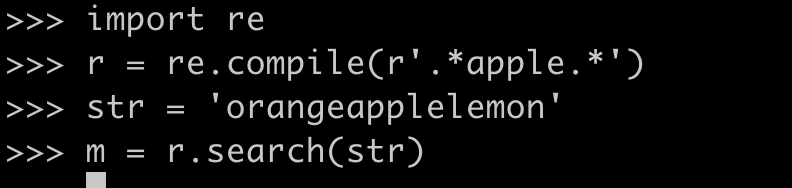 >>> import re
>>> r = re.compile(r'.*apple.*')
>>> str = 'orangeapplelemon'
>>> m = r.search(str)